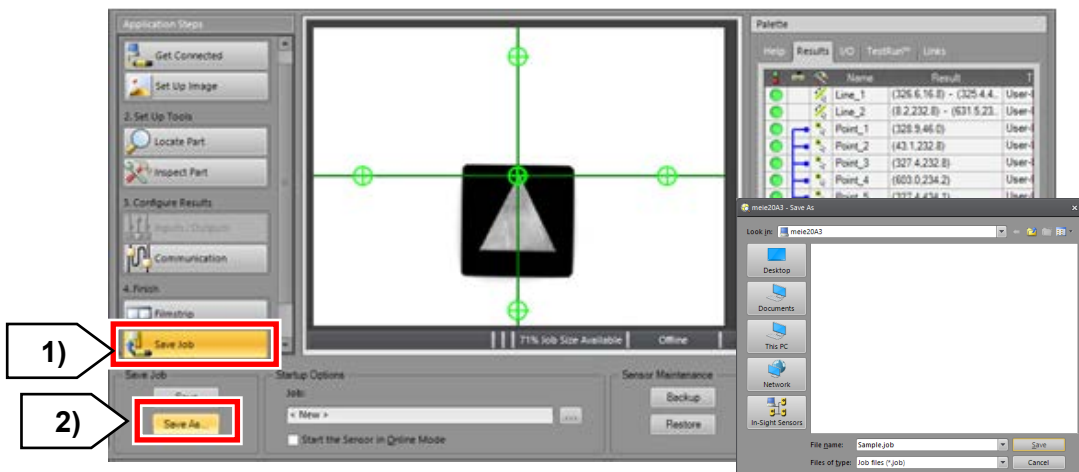 Application Steps
Get Connected
Set Up Image
2. Set Up Tools
Locate Part
Inspect Part
3. Configure Results
Inputs / Outputs
Communication
4. Finish
Filmstrip
Save Job
1)
2)
71% Job Size Available
Offline
Save Job
Save
Save As...
Startup Options
Job:
< New >
...
Start the Sensor in Online Mode
Sensor Maintenance
Backup
Restore
Palette
Help
Results
I/O
TestRun™
Links
Name
Result
Line_1
(326.6,16.8) - (325.4,4..
User-
Line_2
(8.2,232.8) - (631.5,23..
User-
Point_1
(328.9,46.0)
User-
Point_2
(43.1,232.8)
User-
Point_3
(327.4,232.8)
User-
Point_4
(603.0,234.2)
User-
Point_5
(327.4,434.1)
User-
meie20A3 - Save As
Look in:
meie20A3
Desktop
Documents
This PC
Network
In-Sight Sensors
File name:
Sample.job
Save
Files of type:
Job files (*.job)
Cancel